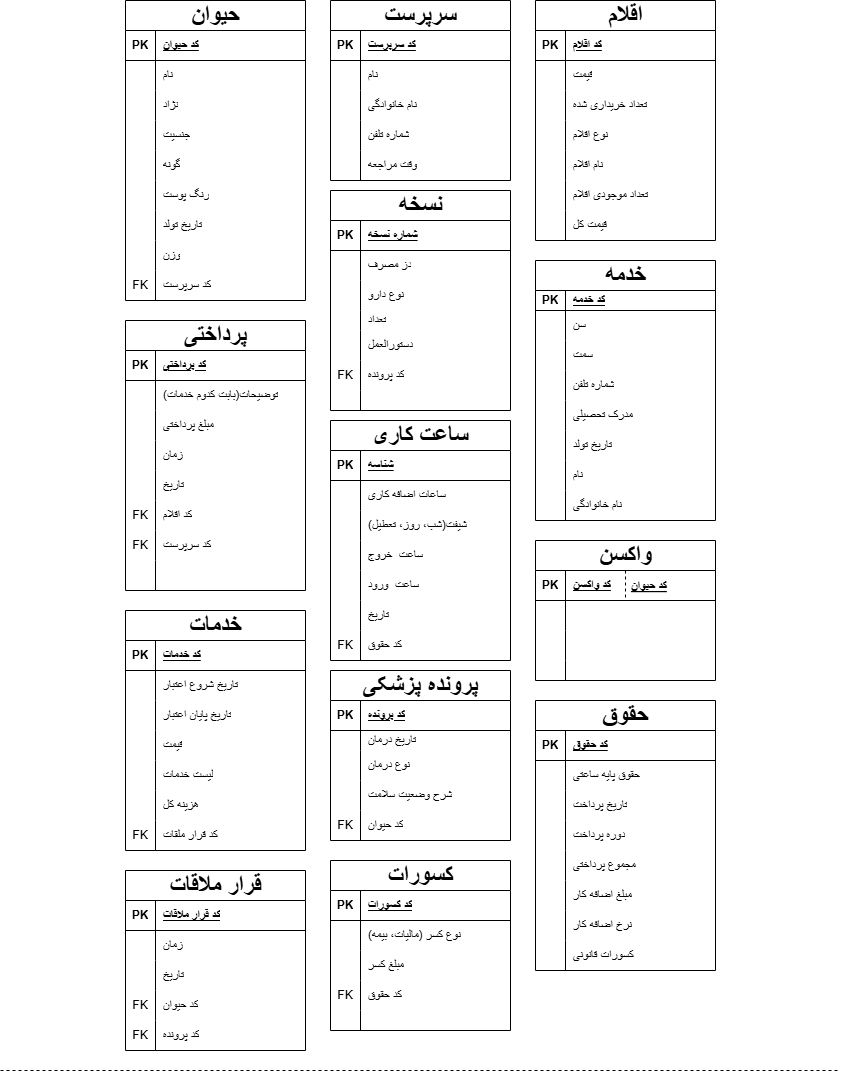 حیوان
PK کد حیوان
نام
نژاد
جنسیت
گونه
رنگ پوست
تاریخ تولد
وزن
FK کد سرپرست
پرداختی
PK کد پرداختی
توضیحات(بابت کدوم خدمات)
مبلغ پرداختی
زمان
تاریخ
FK کد اقلام
FK کد سرپرست
خدمات
PK کد خدمات
تاریخ شروع اعتبار
تاریخ پایان اعتبار
قیمت
لیست خدمات
هزینه کل
FK کد قرار ملقات
قرار ملاقات
PK کد قرار ملاقات
زمان
تاریخ
FK کد حیوان
FK کد پرونده
سرپرست
PK کد سرپرست
نام
نام خانوانگی
شماره تلفن
وقت مراجعه
نسخه
PK شماره نسخه
دز مصرف
نوع دارو
تعداد
دستورالعمل
FK کد پرونده
ساعت کاری
PK شناسه
ساعات اضافه کاری
شیفت(شب، روز، تعطیل)
ساعت خروج
ساعت ورود
تاریخ
FK کد حقوق
پرونده پزشکی
PK کد پرونده
تاریخ درمان
نوع درمان
شرح وضعیت سلامت
FK کد حیوان
کسورات
PK کد کسورات
نوع کسر (مالیات، بیمه)
مبلغ کسر
FK کد حقوق
اقلام
PK کد اقلام
قیمت
تعداد خریداری شده
نوع اقلام
نام اقلام
تعداد موجودی اقلام
قیمت کل
خدمه
PK کد خدمه
سن
سمت
شماره تلفن
مدرک تحصیلی
تاریخ تولد
نام
نام خانوادگی
واکسن
PK کد واکسن کد حیوان
حقوق
PK کد حقوق
حقوق پایه ساعتی
تاریخ پرداخت
دوره پرداخت
مجموع پرداختی
مبلغ اضافه کار
نرخ اضافه کار
کسورات قانونی